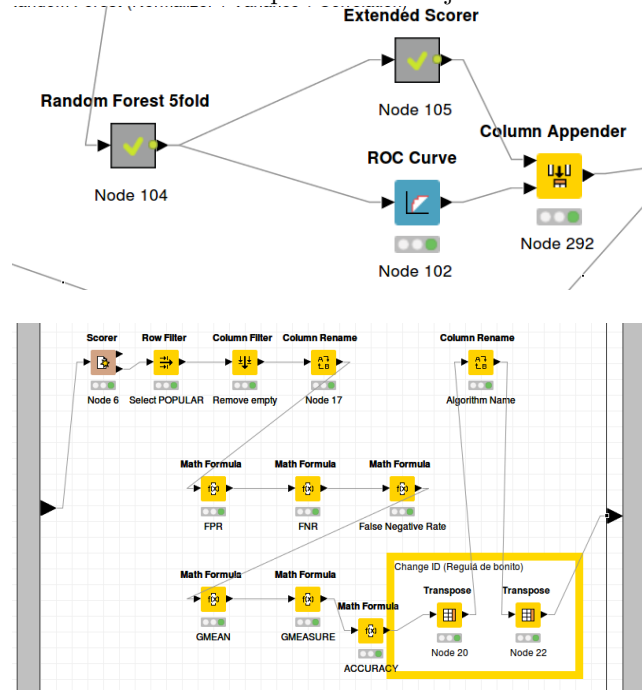 Extended Scorer
Random Forest 5fold
Node 105
Column Appender
ROC Curve
Node 104
Node 292
Node 102
Scorer Row Filter Column Filter Column Rename Column Rename
Node 6 Select POPULAR Remove empty Node 17 Algorithm Name
Math Formula Math Formula Math Formula
FPR FNR False Negative Rate
Change ID (Reguiá de bonito)
Math Formula Math Formula
Transpose Transpose
Math Formula
GMEAN GMEASURE
Node 20 Node 22
ACCURACY